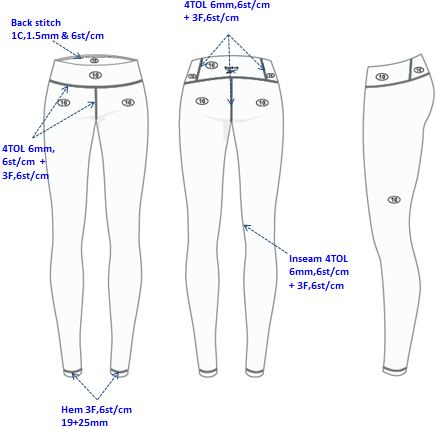 Back stitch
1C,1.5mm & 6st/cm
4TOL 6mm,6st/cm
+ 3F,6st/cm
4TOL 6mm,
6st/cm +
3F,6st/cm
Inseam 4TOL
6mm,6st/cm
+ 3F,6st/cm
Hem 3F,6st/cm
19+25mm